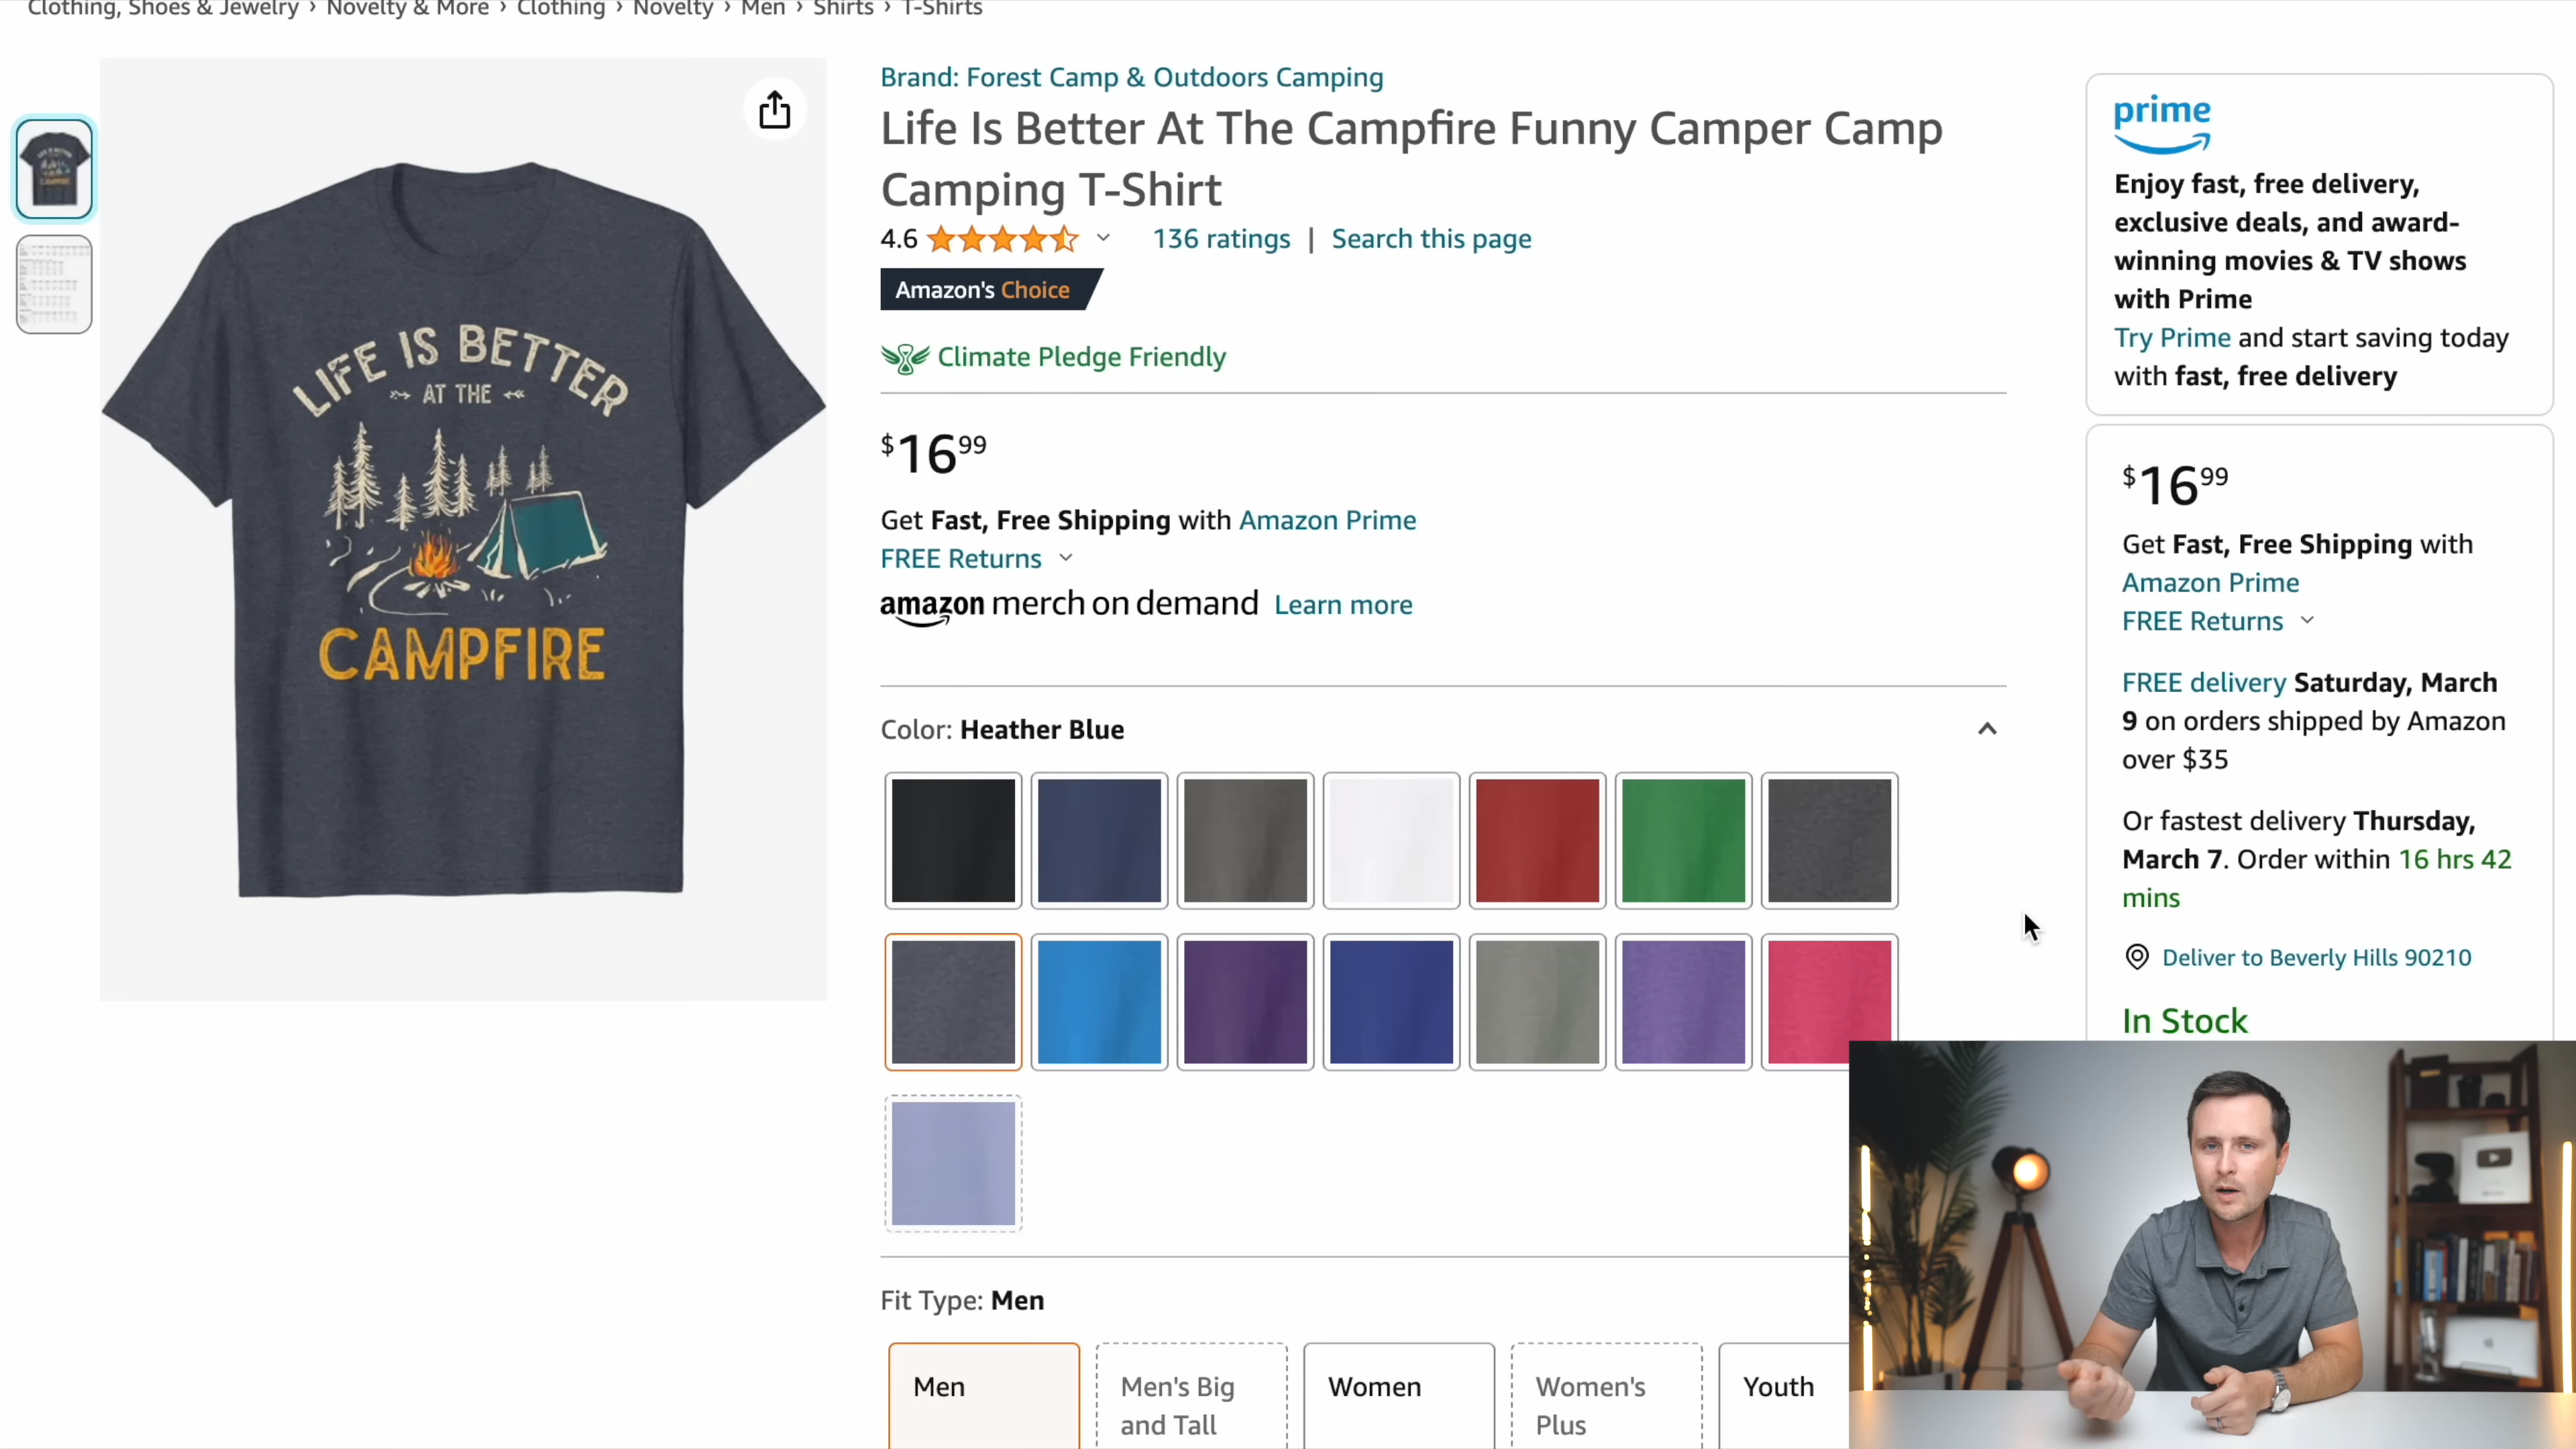 Clothing, Shoes & Jewelry › Novelty & More › Clothing › Novelty › Men › Shirts › T-Shirts
LIFE IS BETTER
AT THE
CAMPFIRE
Brand: Forest Camp & Outdoors Camping
Life Is Better At The Campfire Funny Camper Camp
Camping T-Shirt
4.6
136 ratings | Search this page
Amazon's Choice
Climate Pledge Friendly
$16 99
Get Fast, Free Shipping with Amazon Prime
FREE Returns
amazon merch on demand Learn more
Color: Heather Blue
Fit Type: Men
Men
Men's Big
and Tall
Women
Women's
Plus
Youth
prime
Enjoy fast, free delivery,
exclusive deals, and award-
winning movies & TV shows
with Prime
Try Prime and start saving today
with fast, free delivery
$16 99
Get Fast, Free Shipping with
Amazon Prime
FREE Returns
FREE delivery Saturday, March
9 on orders shipped by Amazon
over $35
Or fastest delivery Thursday,
March 7. Order within 16 hrs 42
mins
Deliver to Beverly Hills 90210
In Stock